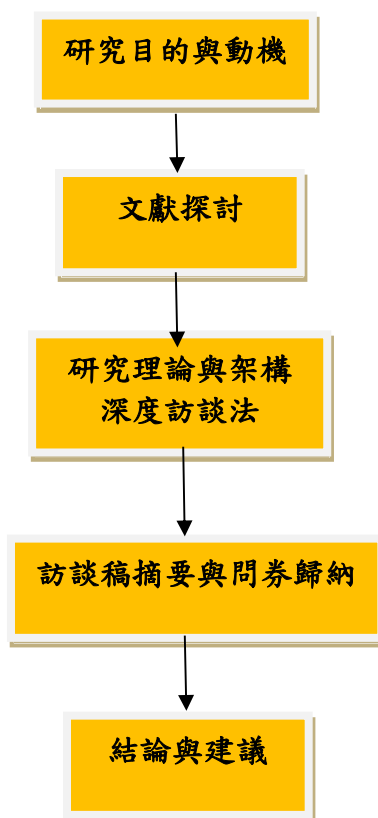 研究目的與動機
文獻探討
研究理論與架構
深度訪談法
訪談稿摘要與問券歸納
結論與建議